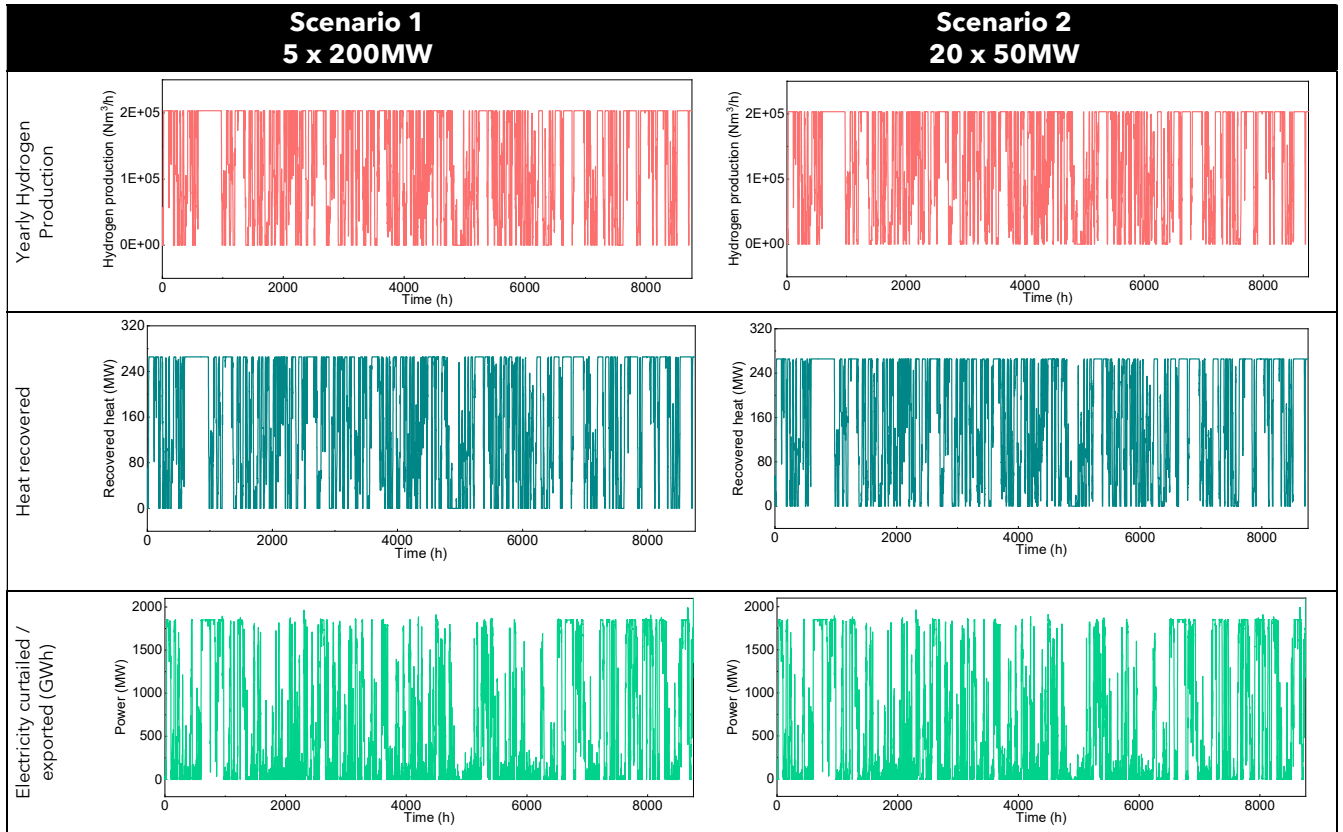 Scenario 1
5 x 200MW
Scenario 2
20 x 50MW
Yearly Hydrogen
Production
Hydrogen production (Nm³/h)
2E+05
1E+05
0E+00
0 2000 4000 6000 8000
Time (h)
Hydrogen production (Nm³/h)
2E+05
1E+05
0E+00
0 2000 4000 6000 8000
Time (h)
Heat recovered
Recovered heat (MW)
320
240
160
80
0
0 2000 4000 6000 8000
Time (h)
Recovered heat (MW)
320
240
160
80
0
0 2000 4000 6000 8000
Time (h)
Electricity curtailed /
exported (GWh)
Power (MW)
2000
1500
1000
500
0
0 2000 4000 6000 8000
Time (h)
Power (MW)
2000
1500
1000
500
0
0 2000 4000 6000 8000
Time (h)